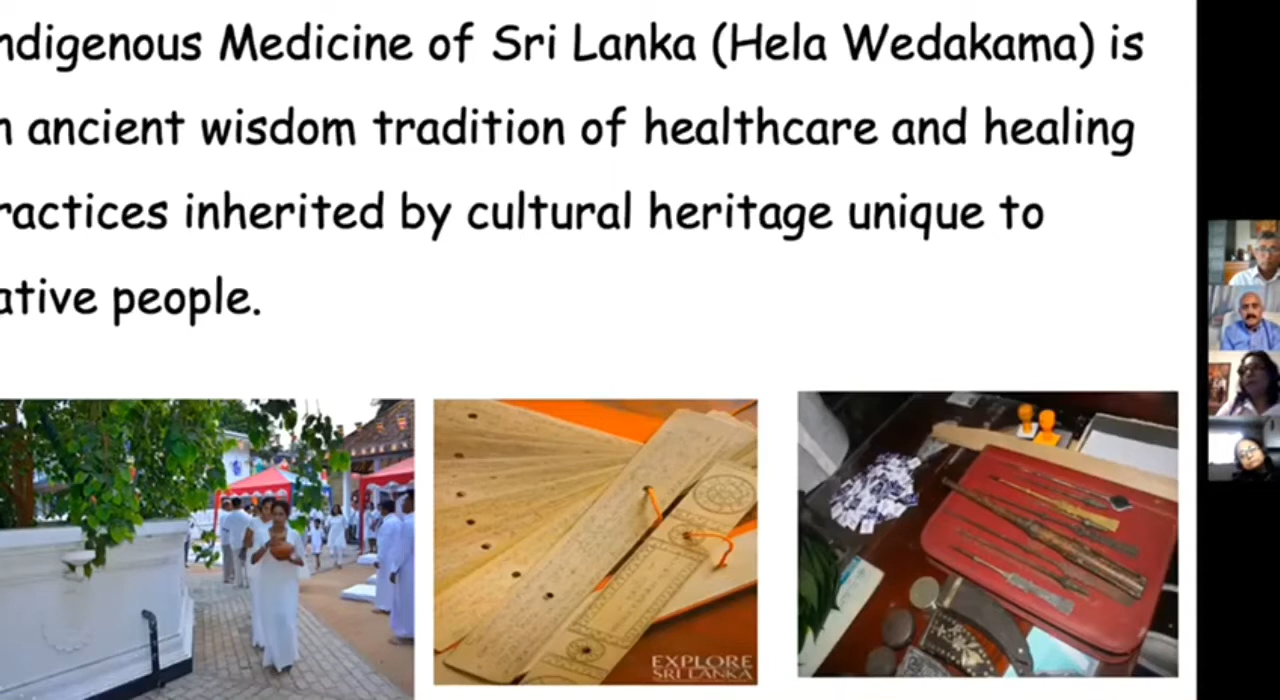 ndigenous Medicine of Sri Lanka (Hela Wedakama) is
n ancient wisdom tradition of healthcare and healing
ractices inherited by cultural heritage unique to
ative people.
EXPLORE
SRI LANKA